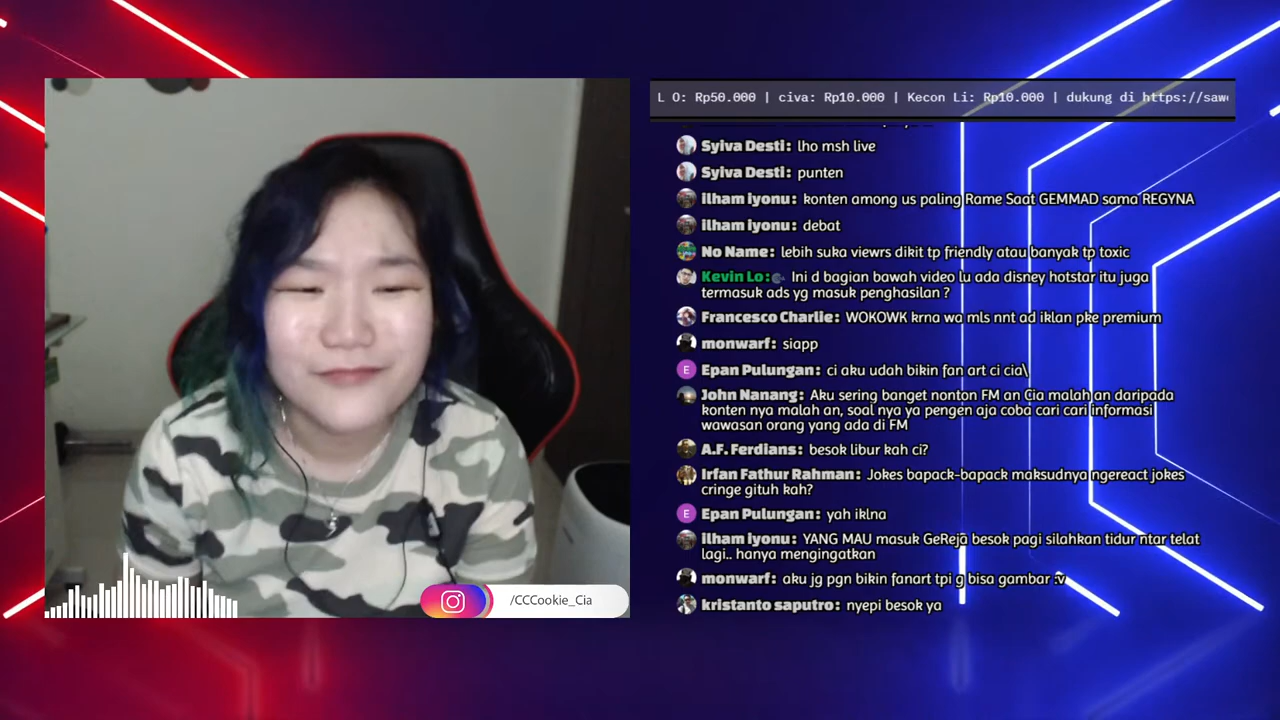 L O: Rp50.000 | civa: Rp10.000 | Kecon Li: Rp10.000 | dukung di https://saw
Syiva Desti: lho msh live
Syiva Desti: punten
ilham iyonu: konten among us paling Rame Saat GEMMAD sama REGYNA
ilham iyonu: debat
No Name: lebih suka viewrs dikit tp friendly atau banyak tp toxic
Kevin Lo: Ini d bagian bawah video lu ada disney hotstar itu juga
termasuk ads yg masuk penghasilan ?
Francesco Charlie: WOKOWK krna wa mls nnt ad iklan pke premium
monwarf: siapp
E Epan Pulungan: ci aku udah bikin fan art ci cia\
John Nanang: Aku sering banget nonton FM an Cia malah an daripada
konten nya malah an, soal nya ya pengen aja coba cari cari informasi
wawasan orang yang ada di FM
A.F. Ferdians: besok libur kah ci?
Irfan Fathur Rahman: Jokes bapack-bapack maksudnya ngereact jokes
cringe gituh kah?
E Epan Pulungan: yah iklna
ilham iyonu: YANG MAU masuk GeReja besok pagi silahkan tidur ntar telat
lagi.. hanya mengingatkan
monwarf: aku jg pgn bikin fanart tpi g bisa gambar :v
kristanto saputro: nyepi besok ya
/CCCookie_Cia